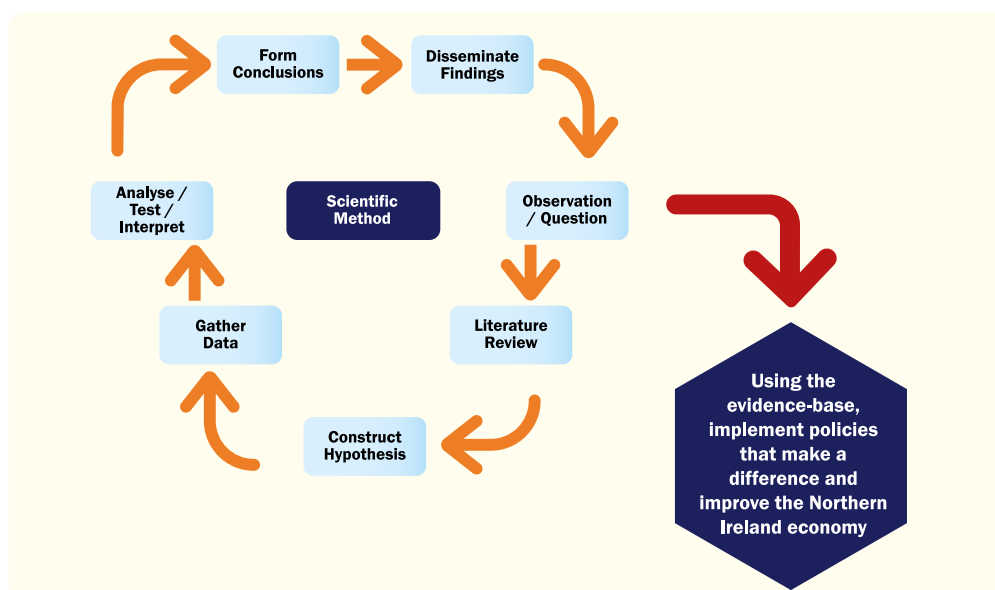 Form
Conclusions
Disseminate
Findings
Analyse /
Test /
Interpret
Scientific
Method
Observation
/ Question
Gather
Data
Literature
Review
Construct
Hypothesis
Using the
evidence-base,
implement policies
that make a
difference and
improve the Northern
Ireland economy